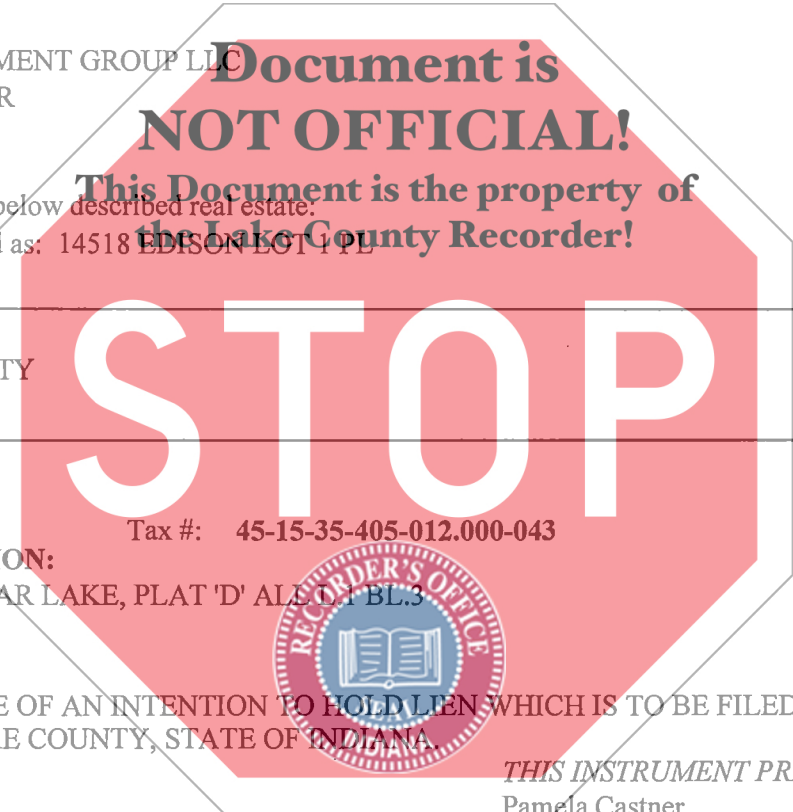 MENT GROUP LLC
Document is
R
NOT OFFICIAL!
This Document is the property of
below described real estate:
the Lake County Recorder!
as: 14518 EDISON LOT 1 PL
STOP
TY
Tax #: 45-15-35-405-012.000-043
ION:
AR LAKE, PLAT 'D' ALL L.1 BL.3
RECORDER'S OFFICE
SEAL
INDIANA
E OF AN INTENTION TO HOLD LIEN WHICH IS TO BE FILED
E COUNTY, STATE OF INDIANA.
THIS INSTRUMENT PR
Pamela Castner